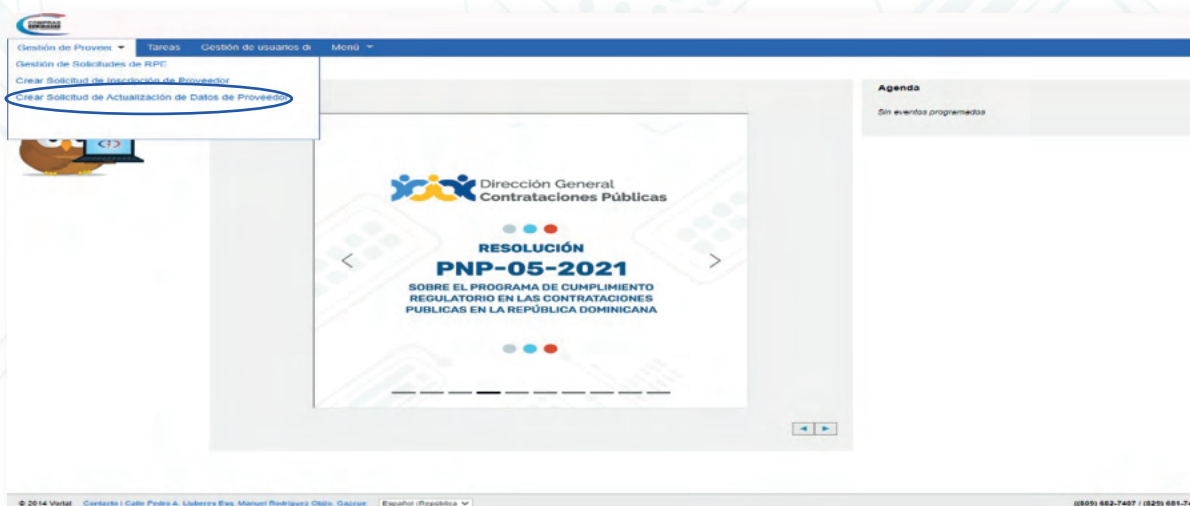 COMPRAS
DOMINICANA
Gestión de Provee Tareas Gestión de usuarios de Menú
Gestión de Solicitudes de RPE
Crear Solicitud de Inscripción de Proveedor
Crear Solicitud de Actualización de Datos de Proveedor
Agenda
Sin eventos programados
Dirección General
Contrataciones Públicas
RESOLUCIÓN
PNP-05-2021
SOBRE EL PROGRAMA DE CUMPLIMIENTO
REGULATORIO EN LAS CONTRATACIONES
PUBLICAS EN LA REPÚBLICA DOMINICANA
© 2014 Vortal Contacto | Calle Pedro A. Lluberes Esq. Manuel Rodríguez Objío, Gazcue Español (República
((809) 682-7407 / (829) 681-74